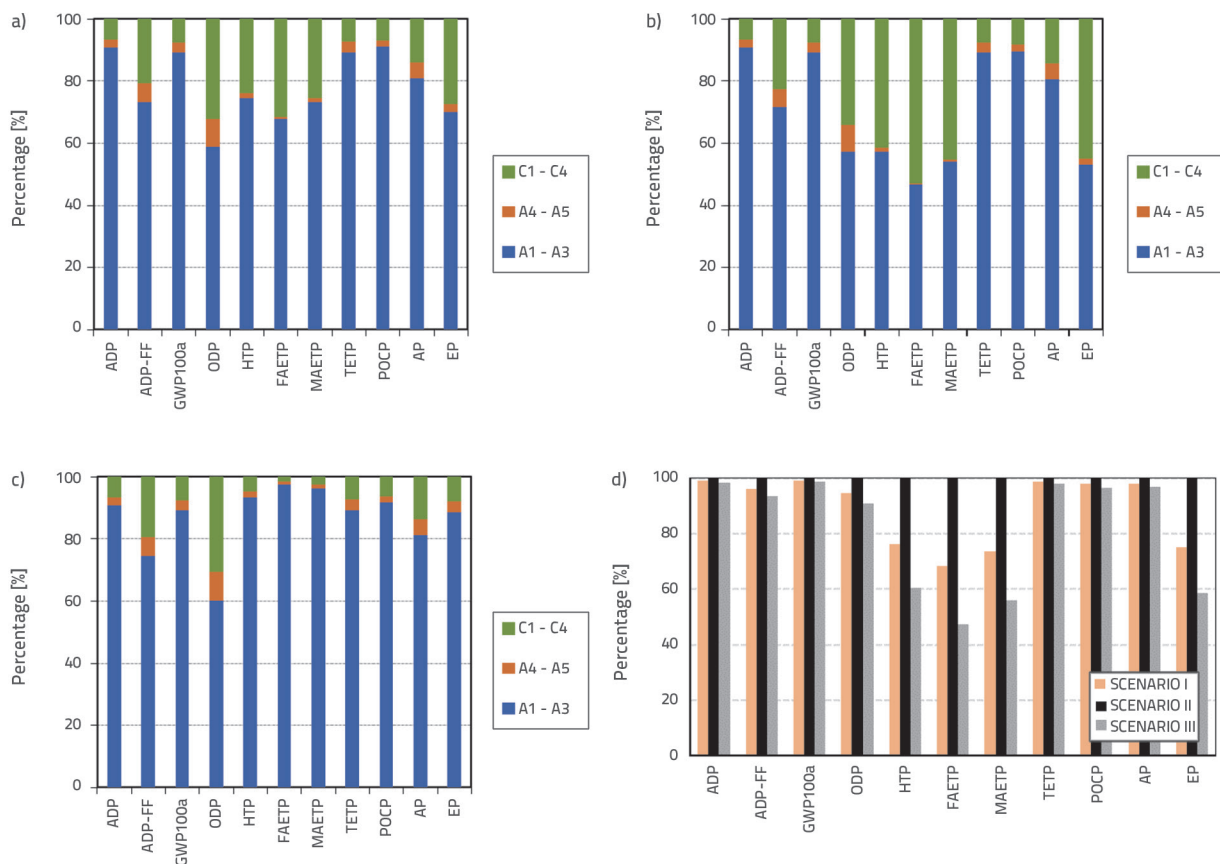 a)
Percentage [%]
100
80
60
40
20
0
ADP
ADP-FF
GWP100a
ODP
HTP
FAETP
MAETP
TETP
POCP
AP
EP
C1 - C4
A4 - A5
A1 - A3
b)
Percentage [%]
100
80
60
40
20
0
ADP
ADP-FF
GWP100a
ODP
HTP
FAETP
MAETP
TETP
POCP
AP
EP
C1 - C4
A4 - A5
A1 - A3
c)
Percentage [%]
100
80
60
40
20
0
ADP
ADP-FF
GWP100a
ODP
HTP
FAETP
MAETP
TETP
POCP
AP
EP
C1 - C4
A4 - A5
A1 - A3
d)
Percentage [%]
100
80
60
40
20
0
ADP
ADP-FF
GWP100a
ODP
HTP
FAETP
MAETP
TETP
POCP
AP
EP
SCENARIO I
SCENARIO II
SCENARIO III